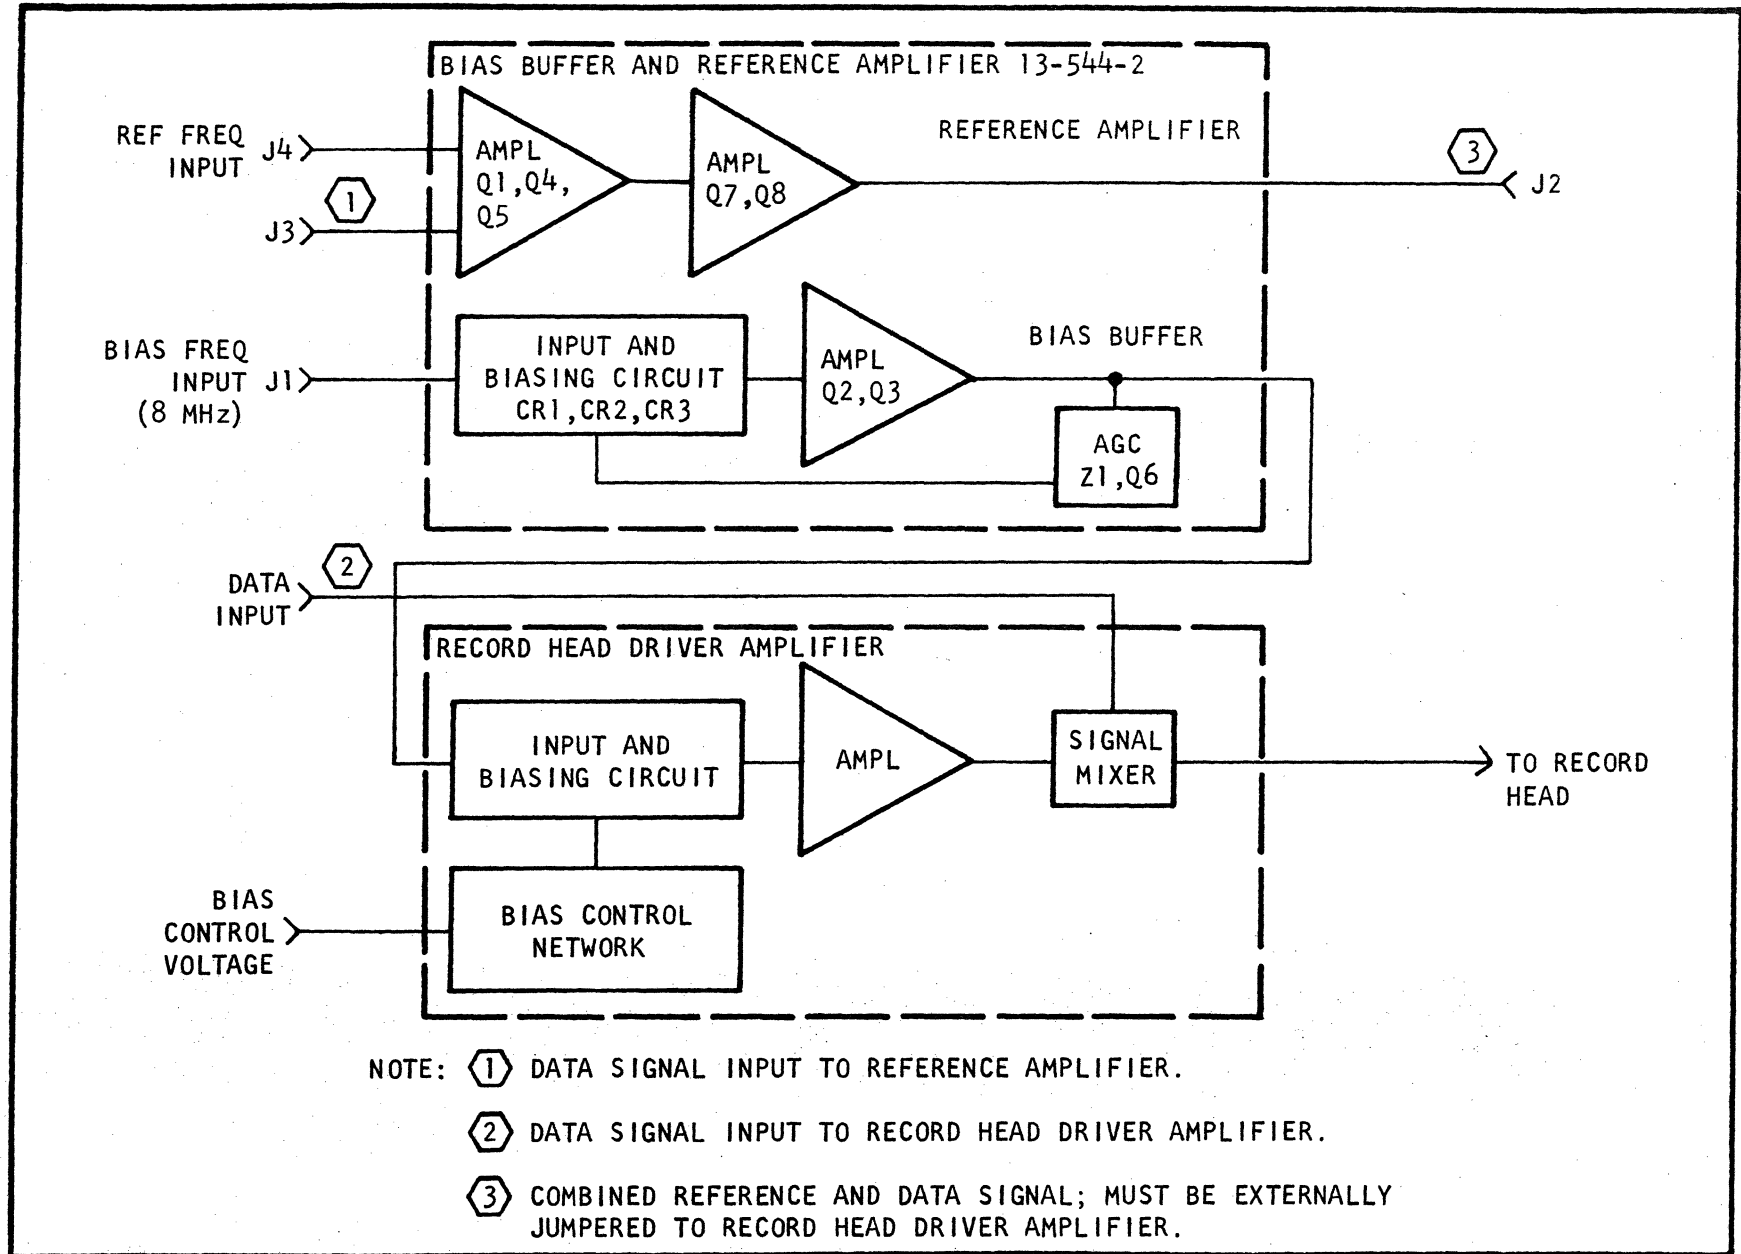 BIAS BUFFER AND REFERENCE AMPLIFIER 13-544-2
REF FREQ
INPUT
J4
1
J3
AMPL
Q1,Q4,
Q5
AMPL
Q7,Q8
REFERENCE AMPLIFIER
3
J2
BIAS FREQ
INPUT J1
(8 MHz)
INPUT AND
BIASING CIRCUIT
CR1,CR2,CR3
AMPL
Q2,Q3
BIAS BUFFER
AGC
Z1,Q6
2
DATA
INPUT
RECORD HEAD DRIVER AMPLIFIER
INPUT AND
BIASING CIRCUIT
AMPL
SIGNAL
MIXER
TO RECORD
HEAD
BIAS
CONTROL
VOLTAGE
BIAS CONTROL
NETWORK
NOTE: 1 DATA SIGNAL INPUT TO REFERENCE AMPLIFIER.
2 DATA SIGNAL INPUT TO RECORD HEAD DRIVER AMPLIFIER.
3 COMBINED REFERENCE AND DATA SIGNAL; MUST BE EXTERNALLY
JUMPERED TO RECORD HEAD DRIVER AMPLIFIER.